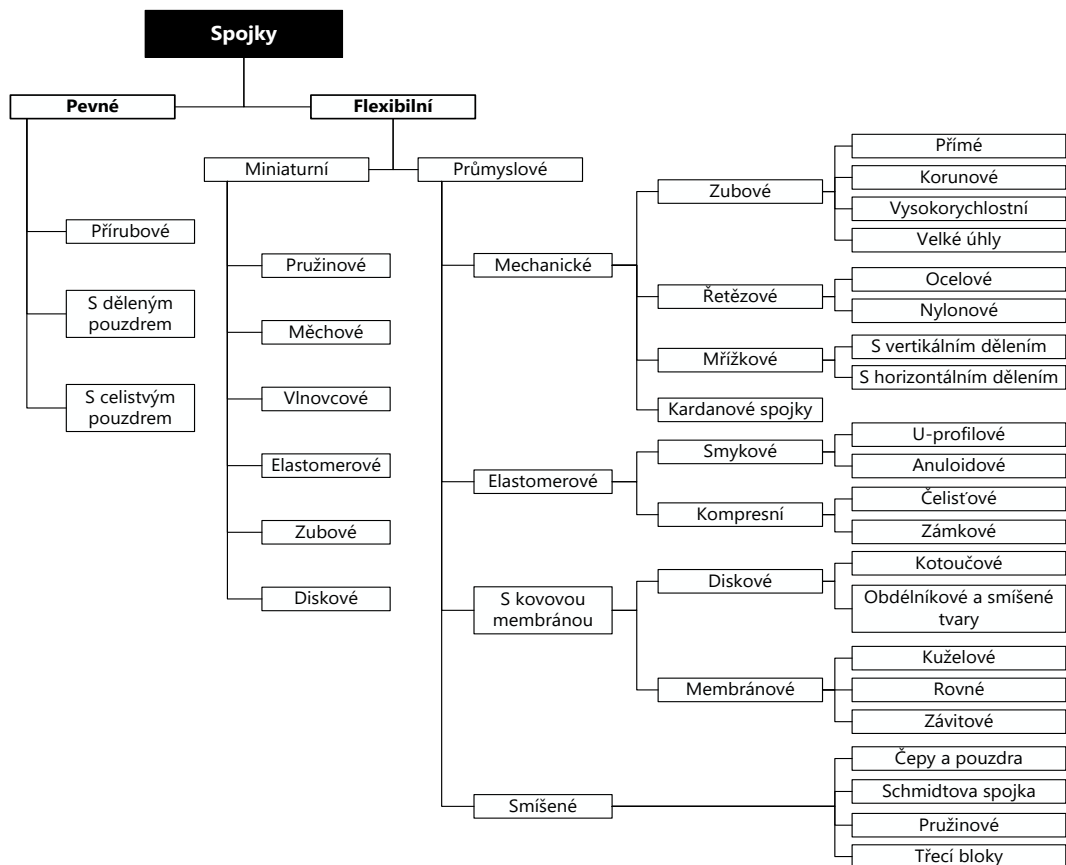 Spojky
Pevné
Flexibilní
Přírubové
S děleným
pouzdrem
S celistvým
pouzdrem
Miniaturní
Pružinové
Měchové
Vlnovcové
Elastomerové
Zubové
Diskové
Průmyslové
Mechanické
Zubové
Přímé
Korunové
Vysokorychlostní
Velké úhly
Řetězové
Ocelové
Nylonové
Mřížkové
S vertikálním dělením
S horizontálním dělením
Kardanové spojky
Elastomerové
Smykové
U-profilové
Anuloidové
Kompresní
Čelisťové
Zámkové
S kovovou
membránou
Diskové
Kotoučové
Obdélníkové a smíšené
tvary
Membránové
Kuželové
Rovné
Závitové
Smíšené
Čepy a pouzdra
Schmidtova spojka
Pružinové
Třecí bloky